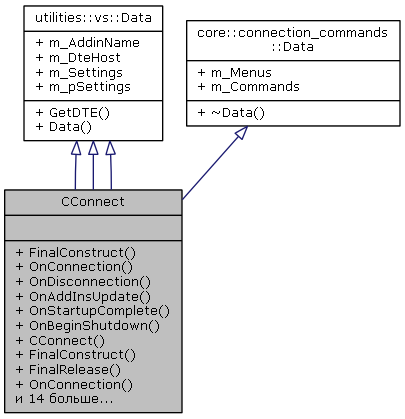 utilities::vs::Data
+ m_AddinName
+ m_DteHost
+ m_Settings
+ m_pSettings
+ GetDTE()
+ Data()
core::connection_commands
::Data
+ m_Menus
+ m_Commands
+ ~Data()
CConnect
+ FinalConstruct()
+ OnConnection()
+ OnDisconnection()
+ OnAddInsUpdate()
+ OnStartupComplete()
+ OnBeginShutdown()
+ CConnect()
+ FinalConstruct()
+ FinalRelease()
+ OnConnection()
и 14 больше...